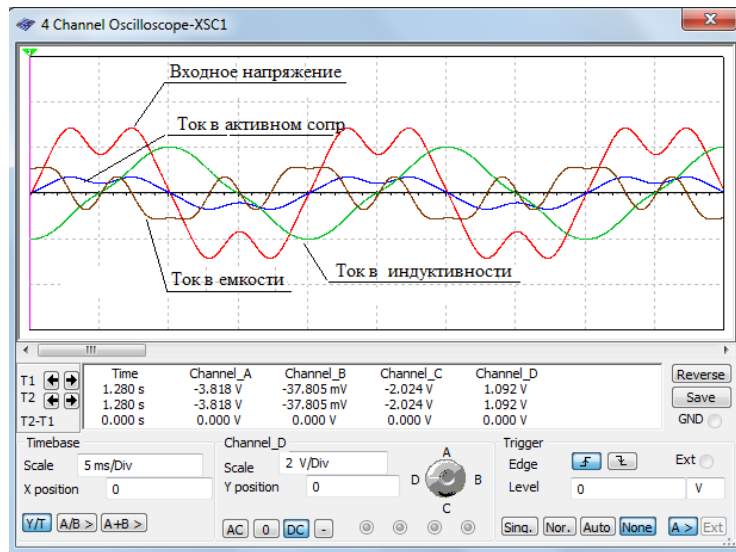 4 Channel Oscilloscope-XSC1
Входное напряжение
Ток в активном сопр
Ток в индуктивности
Ток в емкости
Time Channel_A Channel_B Channel_C Channel_D
T1 1.280 s -3.818 V -37.805 mV -2.024 V 1.092 V
T2 1.280 s -3.818 V -37.805 mV -2.024 V 1.092 V
T2-T1 0.000 s 0.000 V 0.000 V 0.000 V 0.000 V
Reverse
Save
GND
Timebase
Scale 5 ms/Div
X position 0
Y/T A/B > A+B >
Channel_D
Scale 2 V/Div
Y position 0
AC 0 DC -
A
D B
C
Trigger
Edge Ext
Level 0 V
Sing. Nor. Auto None A > Ext